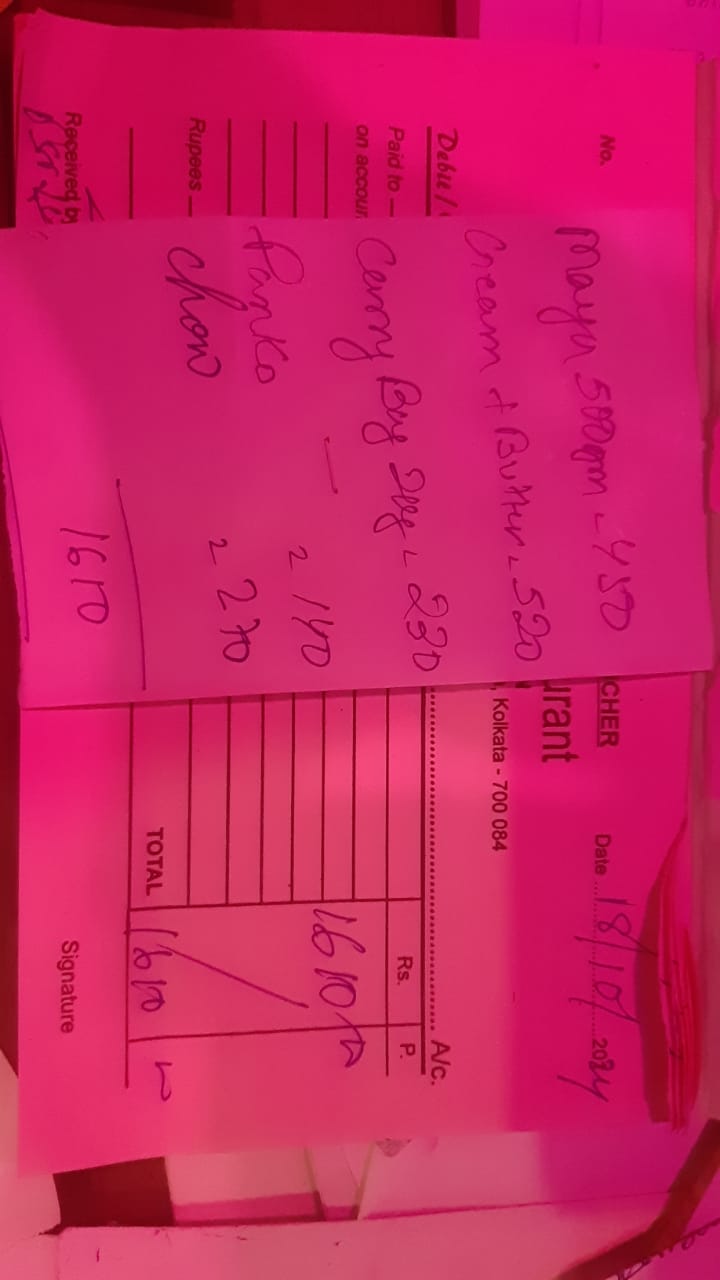 No.
CHER
Date 18/10/ 2024
urant
, Kolkata - 700 084
Debit /
A/c.
Paid to
Rs. P.
on accoun
1610
Mayo 500gm - 450
Cream + Butter - 520
Carry Bag 2kg - 230
Panko - 140
Chow - 270
1610
Rupees
TOTAL 1610
Received by
Signature